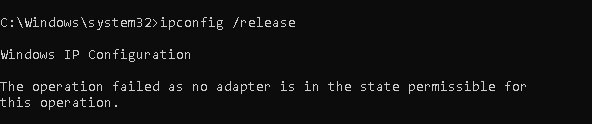 C:\Windows\system32>ipconfig /release
Windows IP Configuration
The operation failed as no adapter is in the state permissible for
this operation.